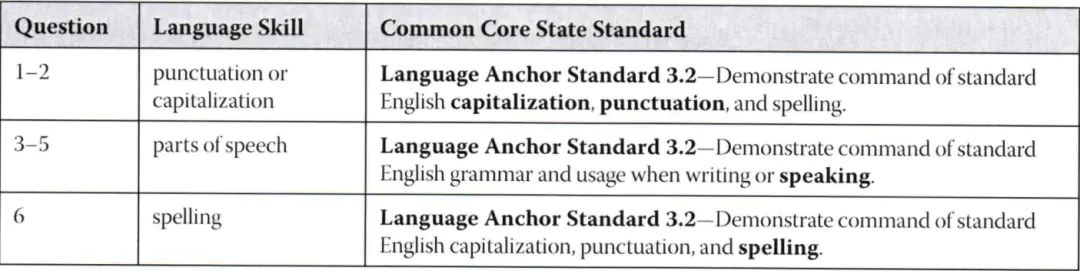 Question Language Skill Common Core State Standard
1–2 punctuation or Language Anchor Standard 3.2—Demonstrate command of standard
capitalization English capitalization, punctuation, and spelling.
3–5 parts of speech Language Anchor Standard 3.2—Demonstrate command of standard
English grammar and usage when writing or speaking.
6 spelling Language Anchor Standard 3.2—Demonstrate command of standard
English capitalization, punctuation, and spelling.